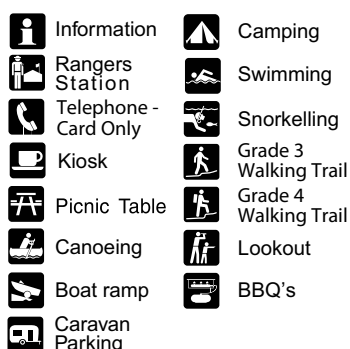 Information
Rangers
Station
Telephone -
Card Only
Kiosk
Picnic Table
Canoeing
Boat ramp
Caravan
Parking
Camping
Swimming
Snorkelling
Grade 3
Walking Trail
Grade 4
Walking Trail
Lookout
BBQ's